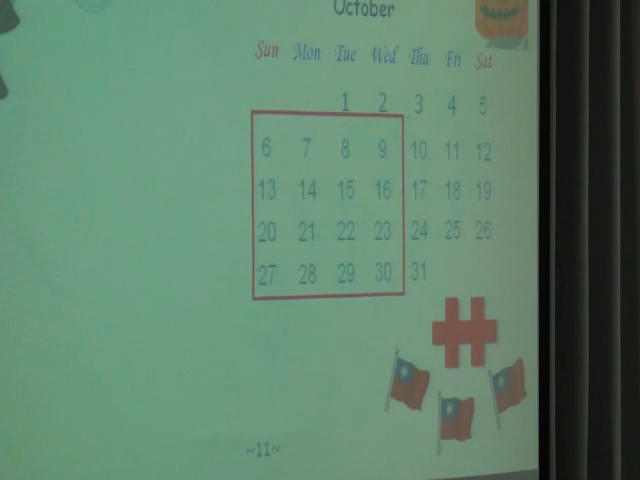 October
Sun Mon Tue Wed Thu Fri Sat
1 2 3 4 5
6 7 8 9 10 11 12
13 14 15 16 17 18 19
20 21 22 23 24 25 26
27 28 29 30 31
~11~